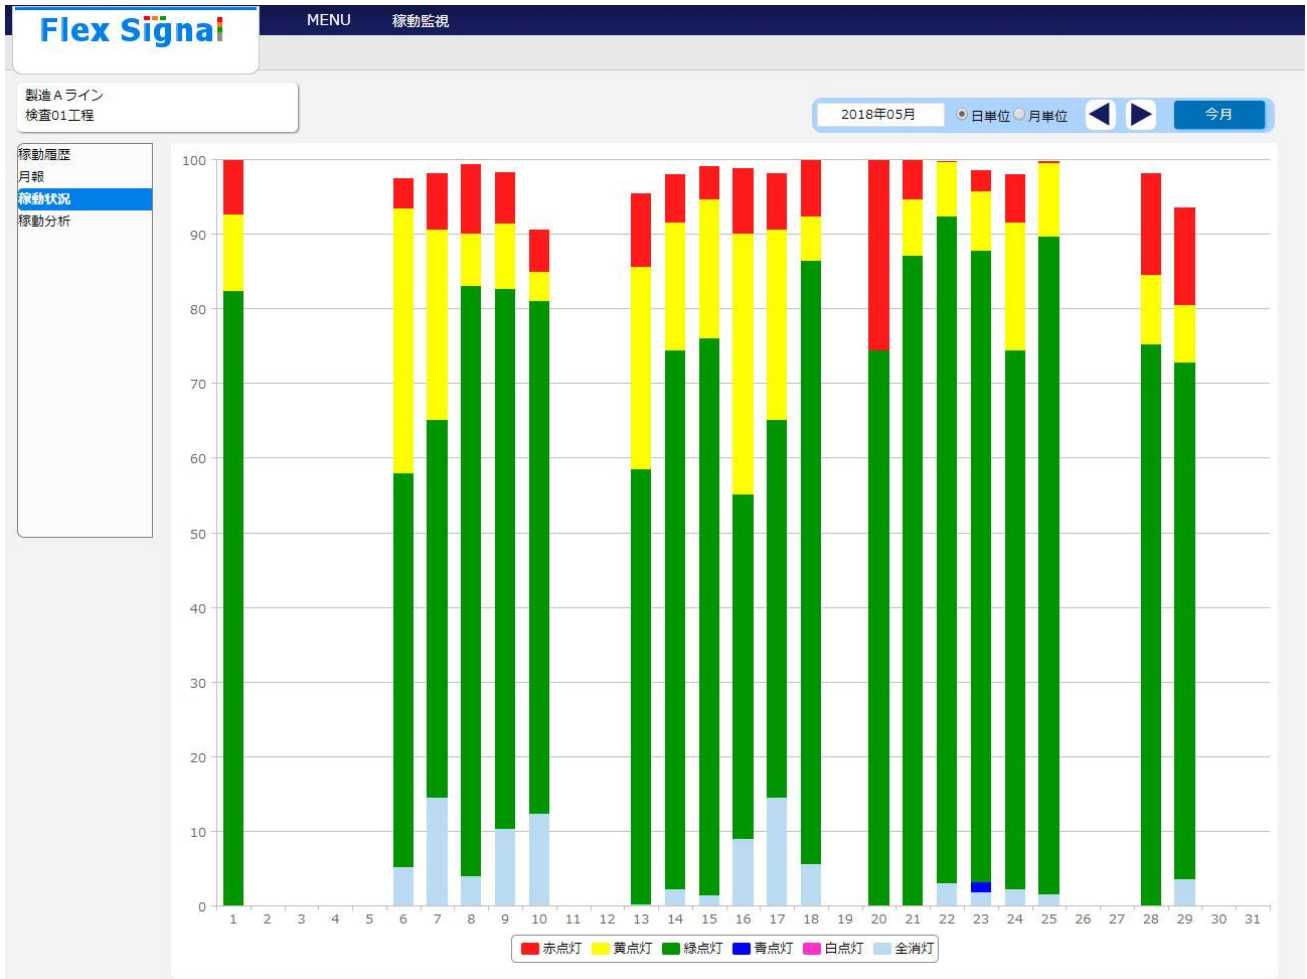 Flex Signal
MENU 稼動監視
製造Aライン
検査01工程
2018年05月 日単位 月単位 今月
稼動履歴
月報
稼動状況
稼動分析
100
90
80
70
60
50
40
30
20
10
0
1 2 3 4 5 6 7 8 9 10 11 12 13 14 15 16 17 18 19 20 21 22 23 24 25 26 27 28 29 30 31
赤点灯 黄点灯 緑点灯 青点灯 白点灯 全消灯